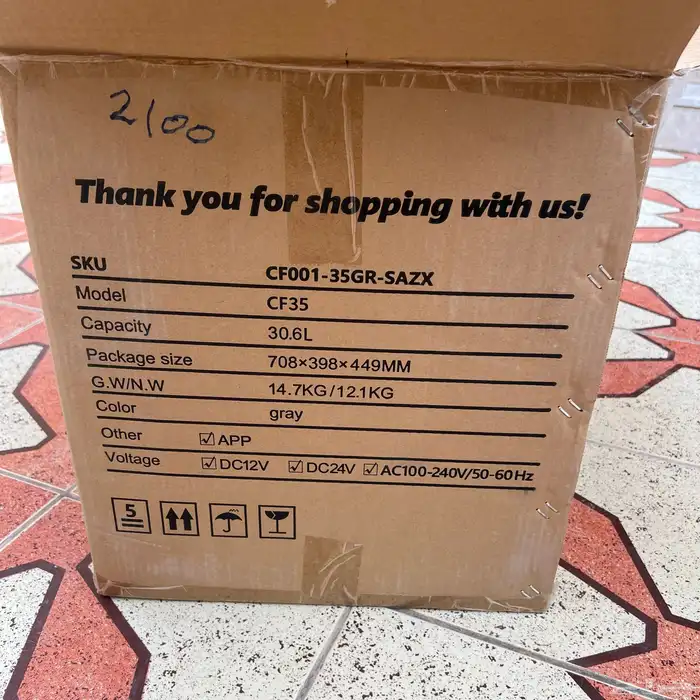 2100
Thank you for shopping with us!
SKU CF001-35GR-SAZX
Model CF35
Capacity 30.6L
Package size 708×398×449MM
G.W/N.W 14.7KG/12.1KG
Color gray
Other ☑ APP
Voltage ☑ DC12V ☑ DC24V ☑ AC100-240V/50-60Hz
5